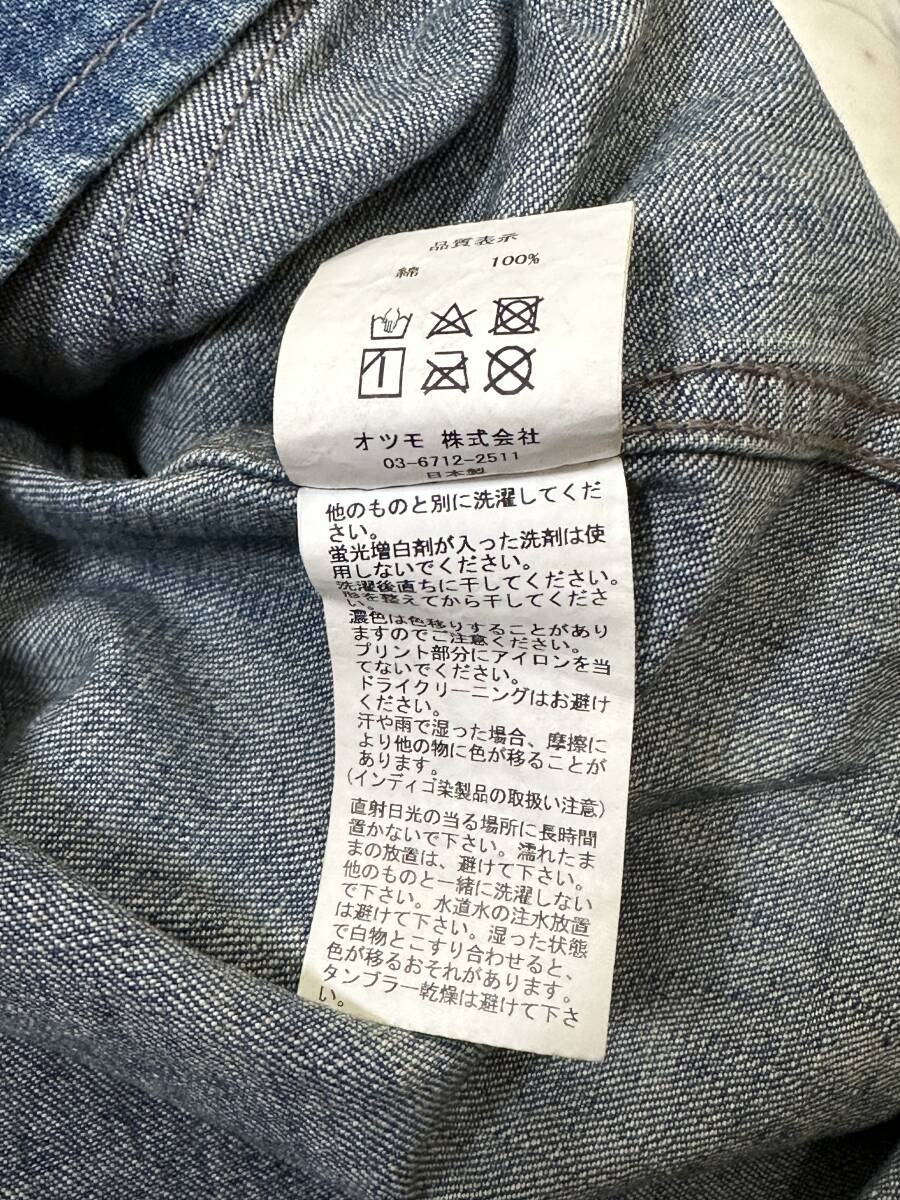 品質表示
綿 100%
オツモ 株式会社
03-6712-2511
日本製
他のものと別に洗濯してくだ
さい。
蛍光増白剤が入った洗剤は使
用しないでください。
洗濯後直ちに干してください。
形を整えてから干してくださ
い。
濃色は色移りすることがあり
ますのでご注意ください。
プリント部分にアイロンを当
てないでください。
ドライクリーニングはお避け
ください。
汗や雨で湿った場合、摩擦に
より他の物に色が移ることが
あります。
(インディゴ染製品の取扱い注意)
直射日光の当る場所に長時間
置かないで下さい。濡れたま
まの放置は、避けて下さい。
他のものと一緒に洗濯しない
で下さい。水道水の注水放置
は避けて下さい。湿った状態
で白物とこすり合わせると、
色が移るおそれがあります。
タンブラー乾燥は避けて下さ
い。